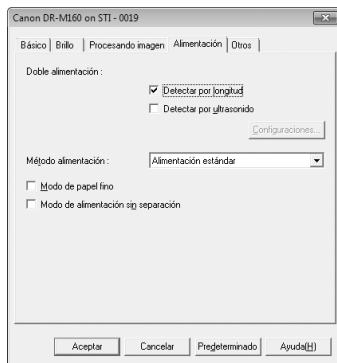 Canon DR-M160 on STI - 0019
Básico | Brillo | Procesando imagen | Alimentación | Otros
Doble alimentación :
Detectar por longitud
Detectar por ultrasonido
Configuraciones...
Método alimentación : Alimentación estándar
Modo de papel fino
Modo de alimentación sin separación
Aceptar Cancelar Predeterminado Ayuda(H)